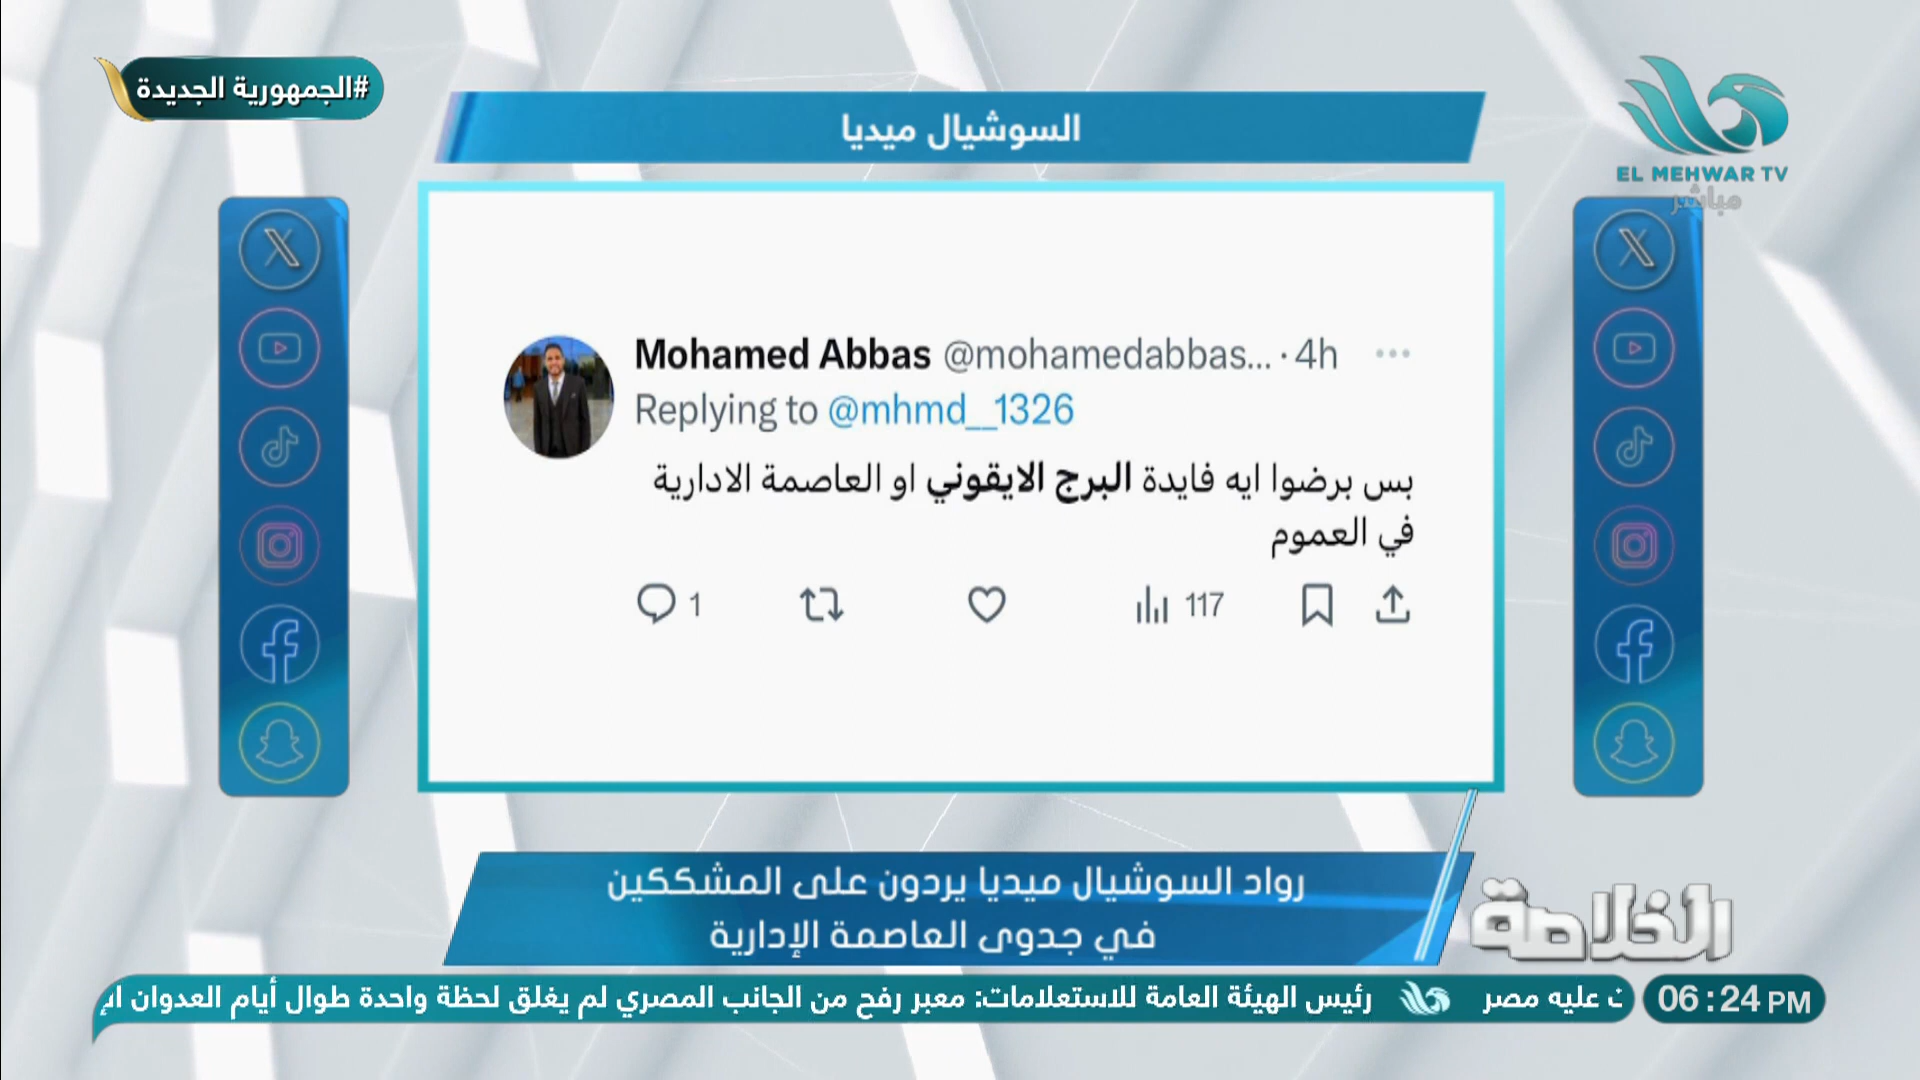 #الجمهورية الجديدة
EL MEHWAR TV
مباشر
السوشيال ميديا
Mohamed Abbas @mohamedabbas... · 4h
Replying to @mhmd__1326
بس برضوا ايه فايدة البرج الايقوني او العاصمة الادارية
في العموم
1
117
رواد السوشيال ميديا يردون على المشككين
في جدوى العاصمة الإدارية
الخلاصة
ت عليه مصر
رئيس الهيئة العامة للاستعلامات: معبر رفح من الجانب المصري لم يغلق لحظة واحدة طوال أيام العدوان
06:24 PM